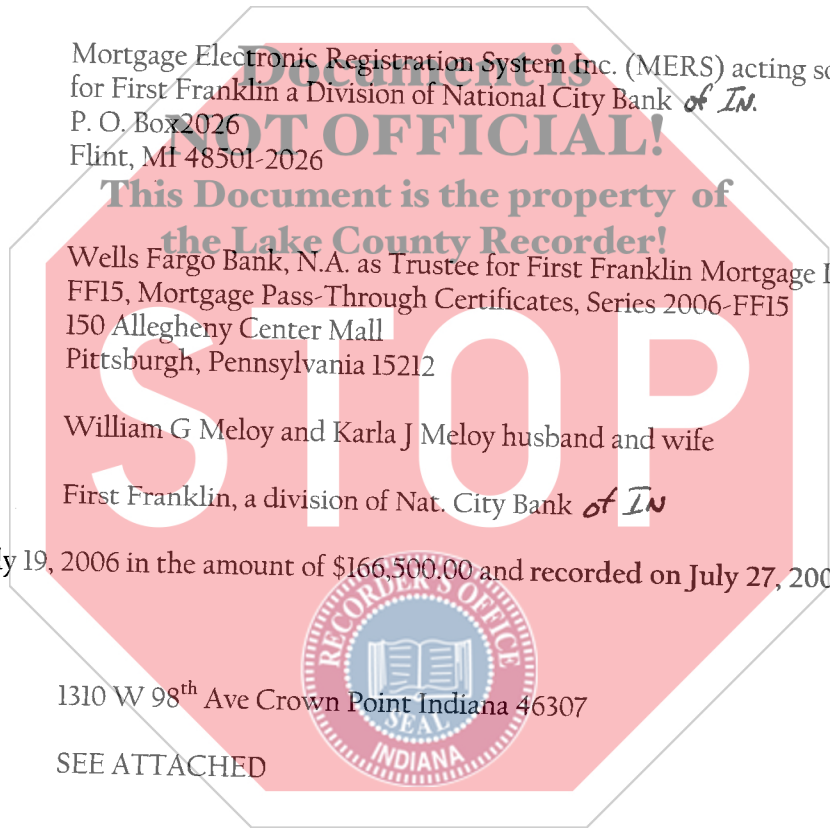 Mortgage Electronic Registration System Inc. (MERS) acting so
Document is
for First Franklin a Division of National City Bank of IN.
P. O. Box2026
NOT OFFICIAL!
Flint, MI 48501-2026
This Document is the property of
the Lake County Recorder!
Wells Fargo Bank, N.A. as Trustee for First Franklin Mortgage
FF15, Mortgage Pass-Through Certificates, Series 2006-FF15
150 Allegheny Center Mall
Pittsburgh, Pennsylvania 15212
STOP
William G Meloy and Karla J Meloy husband and wife
First Franklin, a division of Nat. City Bank of IN
ly 19, 2006 in the amount of $166,500.00 and recorded on July 27, 200
RECORDER'S OFFICE
SEAL
INDIANA
1310 W 98th Ave Crown Point Indiana 46307
SEE ATTACHED